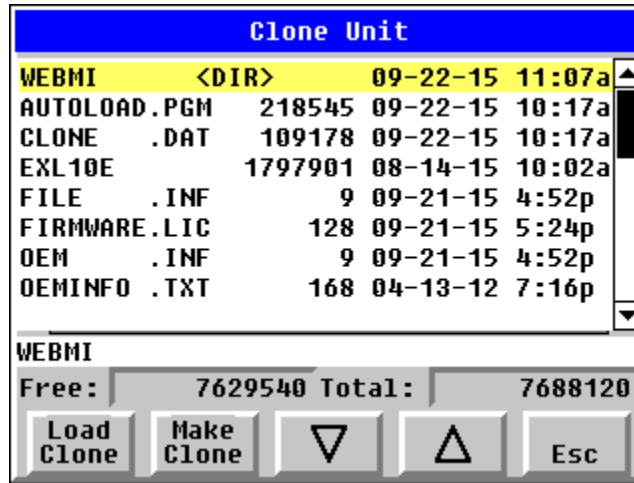 Clone Unit
WEBMI <DIR> 09-22-15 11:07a
AUTOLOAD.PGM 218545 09-22-15 10:17a
CLONE .DAT 109178 09-22-15 10:17a
EXL10E 1797901 08-14-15 10:02a
FILE .INF 9 09-21-15 4:52p
FIRMWARE.LIC 128 09-21-15 5:24p
OEM .INF 9 09-21-15 4:52p
OEMINFO .TXT 168 04-13-12 7:16p
WEBMI
Free: 7629540 Total: 7688120
Load Clone Make Clone Esc